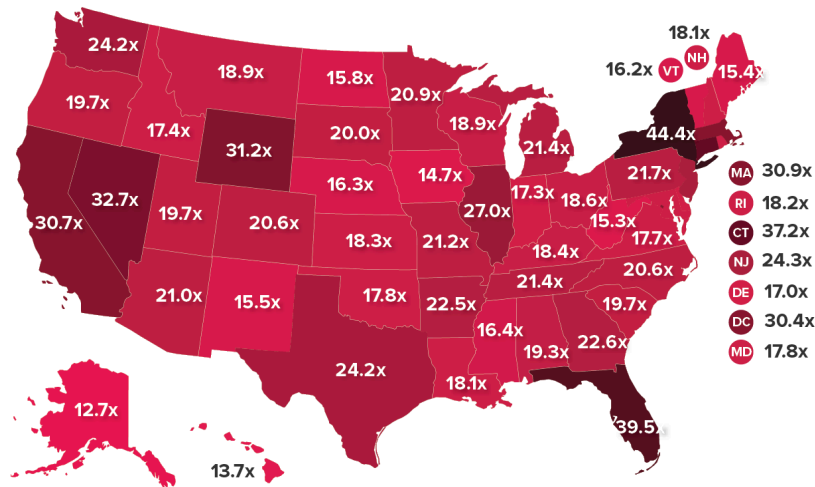 18.1x
NH
16.2x
VT
15.4x
24.2x
18.9x
15.8x
20.9x
19.7x
17.4x
31.2x
20.0x
18.9x
21.4x
44.4x
21.7x
MA 30.9x
RI 18.2x
CT 37.2x
NJ 24.3x
DE 17.0x
DC 30.4x
MD 17.8x
30.7x
32.7x
19.7x
20.6x
16.3x
14.7x
27.0x
17.3x
18.6x
15.3x
17.7x
18.3x
21.2x
18.4x
20.6x
21.0x
15.5x
17.8x
22.5x
21.4x
19.7x
24.2x
18.1x
16.4x
19.3x
22.6x
39.5x
12.7x
13.7x